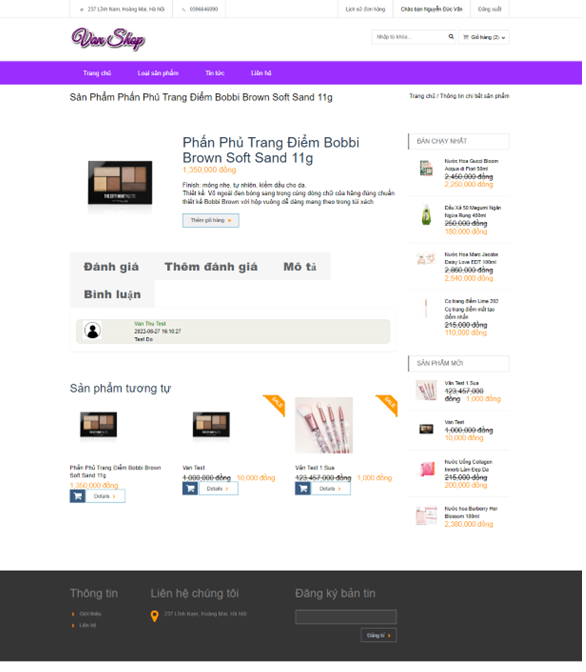 237 Lĩnh Nam, Hoàng Mai, Hà Nội
Lịch sử đơn hàng
Chào bạn Nguyễn Đức Văn
Đăng xuất
Van Shop
Nhập từ khóa...
Giỏ hàng (2)
Trang chủ
Loại sản phẩm
Tin tức
Liên hệ
Sản Phẩm Phấn Phủ Trang Điểm Bobbi Brown Soft Sand 11g
Trang chủ / Thông tin chi tiết sản phẩm
Phấn Phủ Trang Điểm Bobbi
Brown Soft Sand 11g
1,350,000 đồng
Finish: mỏng nhẹ, tự nhiên, kiềm dầu cho da.
Thiết kế: Vỏ ngoài đen bóng sang trọng cùng dòng chữ của hãng đúng chuẩn
thiết kế Bobbi Brown với hộp vuông dễ dàng mang theo trong túi xách
Thêm giỏ hàng
Đánh giá
Thêm đánh giá
Mô tả
Bình luận
Van Thu Test
2022-08-27 16:10:27
Test Do
Sản phẩm tương tự
Phấn Phủ Trang Điểm Bobbi Brown
Soft Sand 11g
1,350,000 đồng
Details
SALE
Van Test
1,000,000 đồng 10,000 đồng
Details
SALE
Văn Test 1 Sua
123,457,000 đồng 1,000 đồng
Details
BÁN CHẠY NHẤT
Nước Hoa Gucci Bloom
Acqua di Fiori 50ml
2,450,000 đồng
2,250,000 đồng
Dầu Xả 50 Megumi Ngăn
Ngừa Rụng 450ml
250,000 đồng
180,000 đồng
Nước Hoa Marc Jacobs
Daisy Love EDT 100ml
2,860,000 đồng
2,540,000 đồng
Cọ trang điểm Lime 202
Cọ trang điểm mắt tạo
điểm nhấn
215,000 đồng
110,000 đồng
SẢN PHẨM MỚI
Văn Test 1 Sua
123,457,000
đồng 1,000 đồng
Van Test
1,000,000 đồng
10,000 đồng
Nước Uống Collagen
Innerb Làm Đẹp Da
215,000 đồng
200,000 đồng
Nước hoa Burberry Her
Blossom 100ml
2,380,000 đồng
Thông tin
Giới thiệu
Liên hệ
Liên hệ chúng tôi
237 Lĩnh Nam, Hoàng Mai, Hà Nội
Đăng ký bản tin
Đăng kí